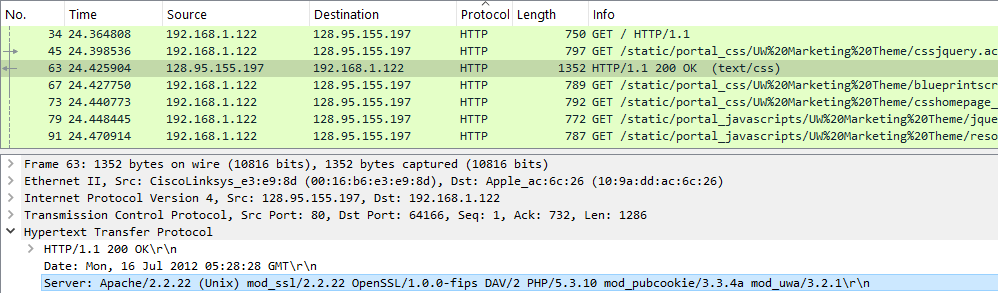 No. Time Source Destination Protocol Length Info
34 24.364808 192.168.1.122 128.95.155.197 HTTP 750 GET / HTTP/1.1
45 24.398536 192.168.1.122 128.95.155.197 HTTP 797 GET /static/portal_css/UW%20Marketing%20Theme/cssjquery.ac
63 24.425904 128.95.155.197 192.168.1.122 HTTP 1352 HTTP/1.1 200 OK (text/css)
67 24.427750 192.168.1.122 128.95.155.197 HTTP 789 GET /static/portal_css/UW%20Marketing%20Theme/blueprintscr
73 24.440773 192.168.1.122 128.95.155.197 HTTP 792 GET /static/portal_css/UW%20Marketing%20Theme/csshomepage_
79 24.448445 192.168.1.122 128.95.155.197 HTTP 772 GET /static/portal_javascripts/UW%20Marketing%20Theme/jque
91 24.470914 192.168.1.122 128.95.155.197 HTTP 787 GET /static/portal_javascripts/UW%20Marketing%20Theme/reso
Frame 63: 1352 bytes on wire (10816 bits), 1352 bytes captured (10816 bits)
Ethernet II, Src: CiscoLinksys_e3:e9:8d (00:16:b6:e3:e9:8d), Dst: Apple_ac:6c:26 (10:9a:dd:ac:6c:26)
Internet Protocol Version 4, Src: 128.95.155.197, Dst: 192.168.1.122
Transmission Control Protocol, Src Port: 80, Dst Port: 64166, Seq: 1, Ack: 732, Len: 1286
Hypertext Transfer Protocol
HTTP/1.1 200 OK\r\n
Date: Mon, 16 Jul 2012 05:28:28 GMT\r\n
Server: Apache/2.2.22 (Unix) mod_ssl/2.2.22 OpenSSL/1.0.0-fips DAV/2 PHP/5.3.10 mod_pubcookie/3.3.4a mod_uwa/3.2.1\r\n